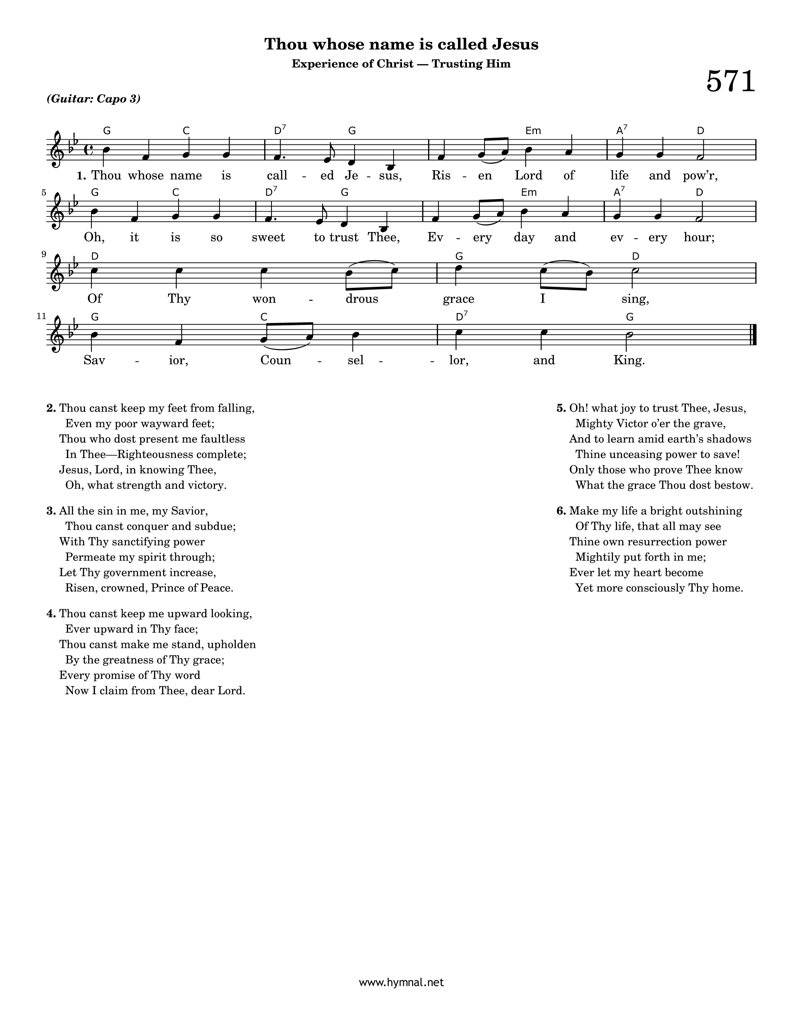 Thou whose name is called Jesus
Experience of Christ — Trusting Him
571
(Guitar: Capo 3)
G C D7 G Em A7 D
1. Thou whose name is call - ed Je - sus, Ris - en Lord of life and pow'r,
5
G C D7 G Em A7 D
Oh, it is so sweet to trust Thee, Ev - ery day and ev - ery hour;
9
D G D
Of Thy won - drous grace I sing,
11
G C D7 G
Sav - ior, Coun - sel - lor, and King.
2. Thou canst keep my feet from falling,
Even my poor wayward feet;
Thou who dost present me faultless
In Thee—Righteousness complete;
Jesus, Lord, in knowing Thee,
Oh, what strength and victory.
3. All the sin in me, my Savior,
Thou canst conquer and subdue;
With Thy sanctifying power
Permeate my spirit through;
Let Thy government increase,
Risen, crowned, Prince of Peace.
4. Thou canst keep me upward looking,
Ever upward in Thy face;
Thou canst make me stand, upholden
By the greatness of Thy grace;
Every promise of Thy word
Now I claim from Thee, dear Lord.
5. Oh! what joy to trust Thee, Jesus,
Mighty Victor o'er the grave,
And to learn amid earth's shadows
Thine unceasing power to save!
Only those who prove Thee know
What the grace Thou dost bestow.
6. Make my life a bright outshining
Of Thy life, that all may see
Thine own resurrection power
Mightily put forth in me;
Ever let my heart become
Yet more consciously Thy home.
www.hymnal.net